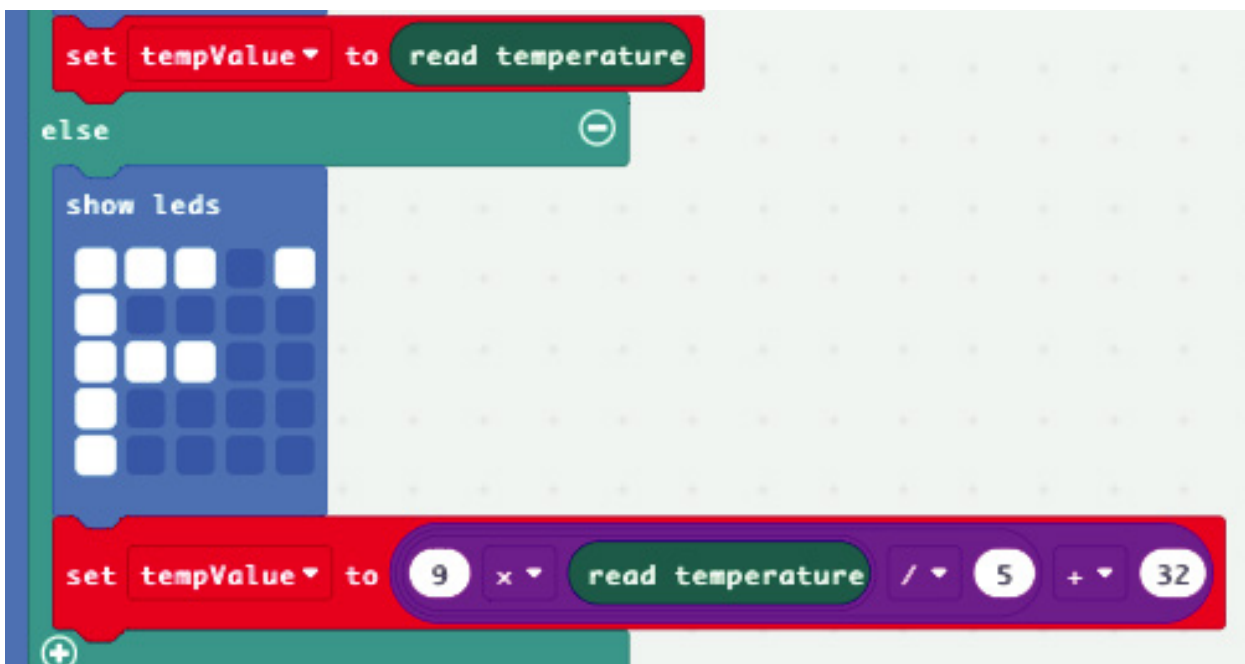 set tempValue to read temperature
else
show leds
set tempValue to 9 × read temperature / 5 + 32